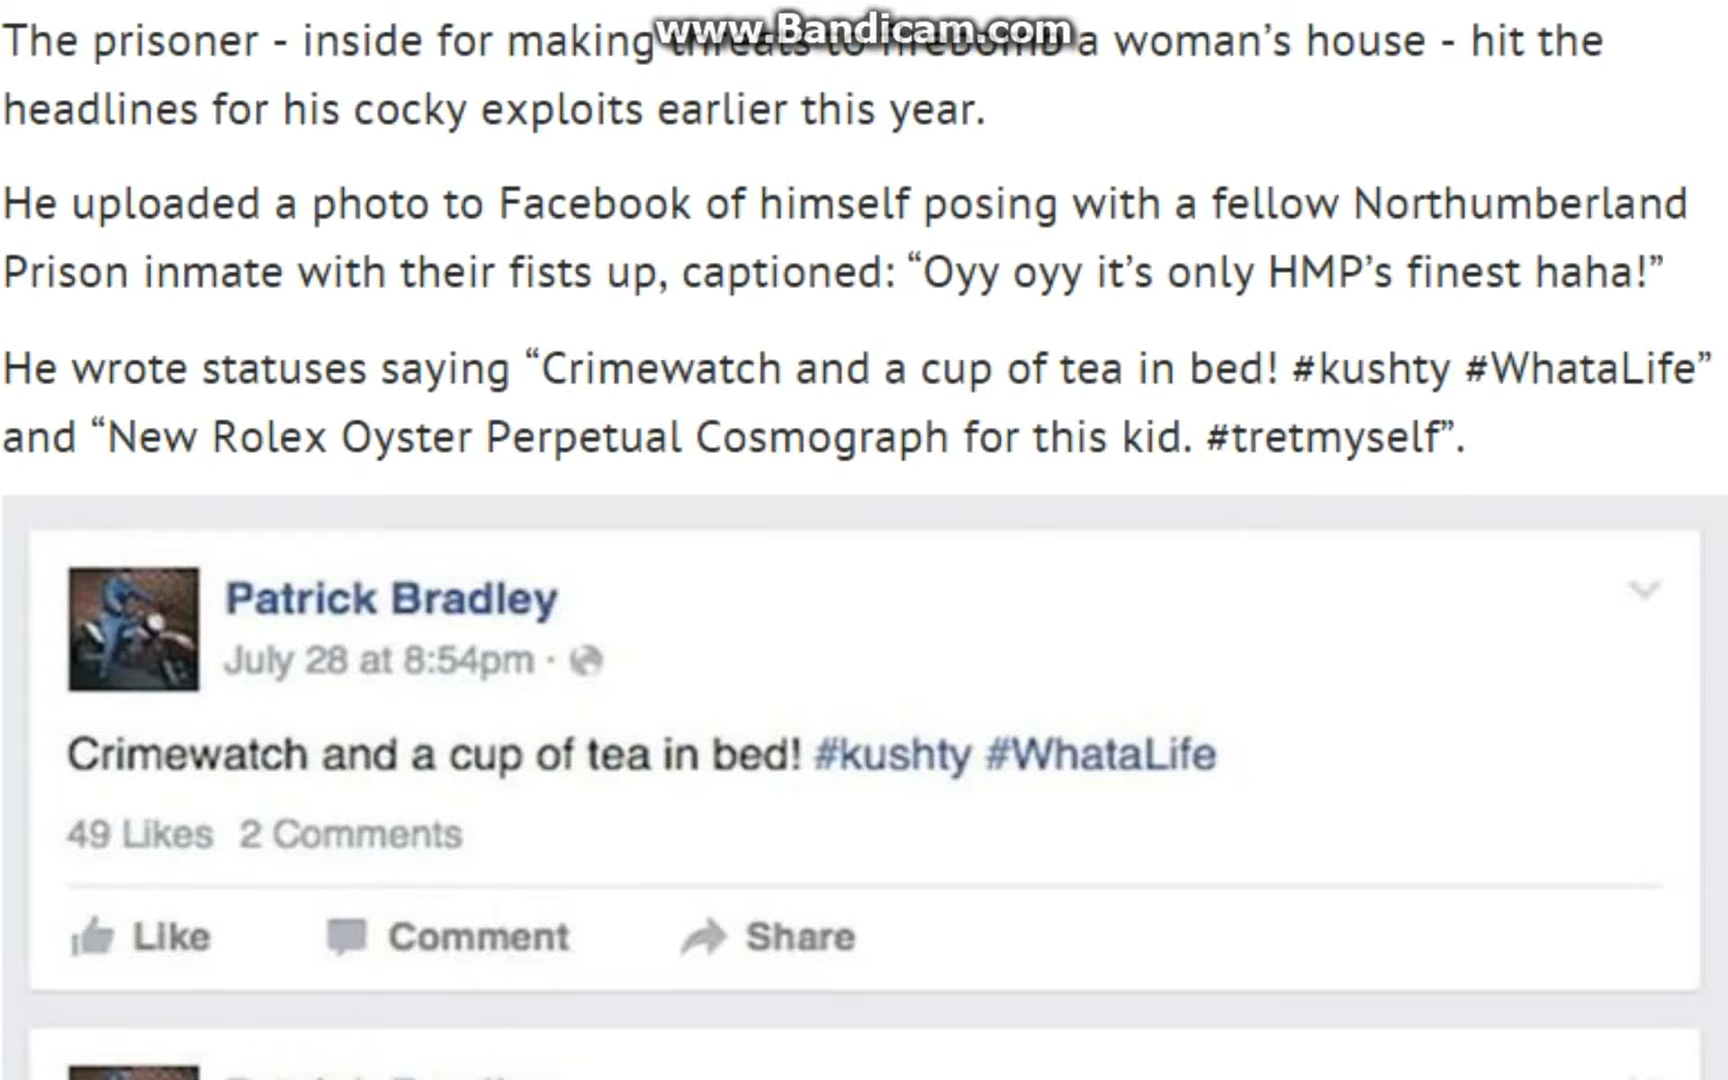 The prisoner - inside for making threats to firebomb a woman’s house - hit the
www.Bandicam.com
headlines for his cocky exploits earlier this year.
He uploaded a photo to Facebook of himself posing with a fellow Northumberland
Prison inmate with their fists up, captioned: “Oyy oyy it’s only HMP’s finest haha!”
He wrote statuses saying “Crimewatch and a cup of tea in bed! #kushty #WhataLife”
and “New Rolex Oyster Perpetual Cosmograph for this kid. #tretmyself”.
Patrick Bradley
July 28 at 8:54pm ·
Crimewatch and a cup of tea in bed! #kushty #WhataLife
49 Likes 2 Comments
Like Comment Share